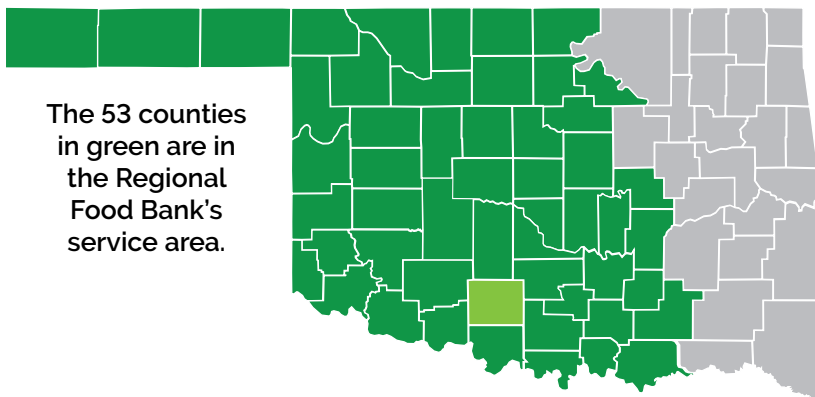 The 53 counties
in green are in
the Regional
Food Bank's
service area.